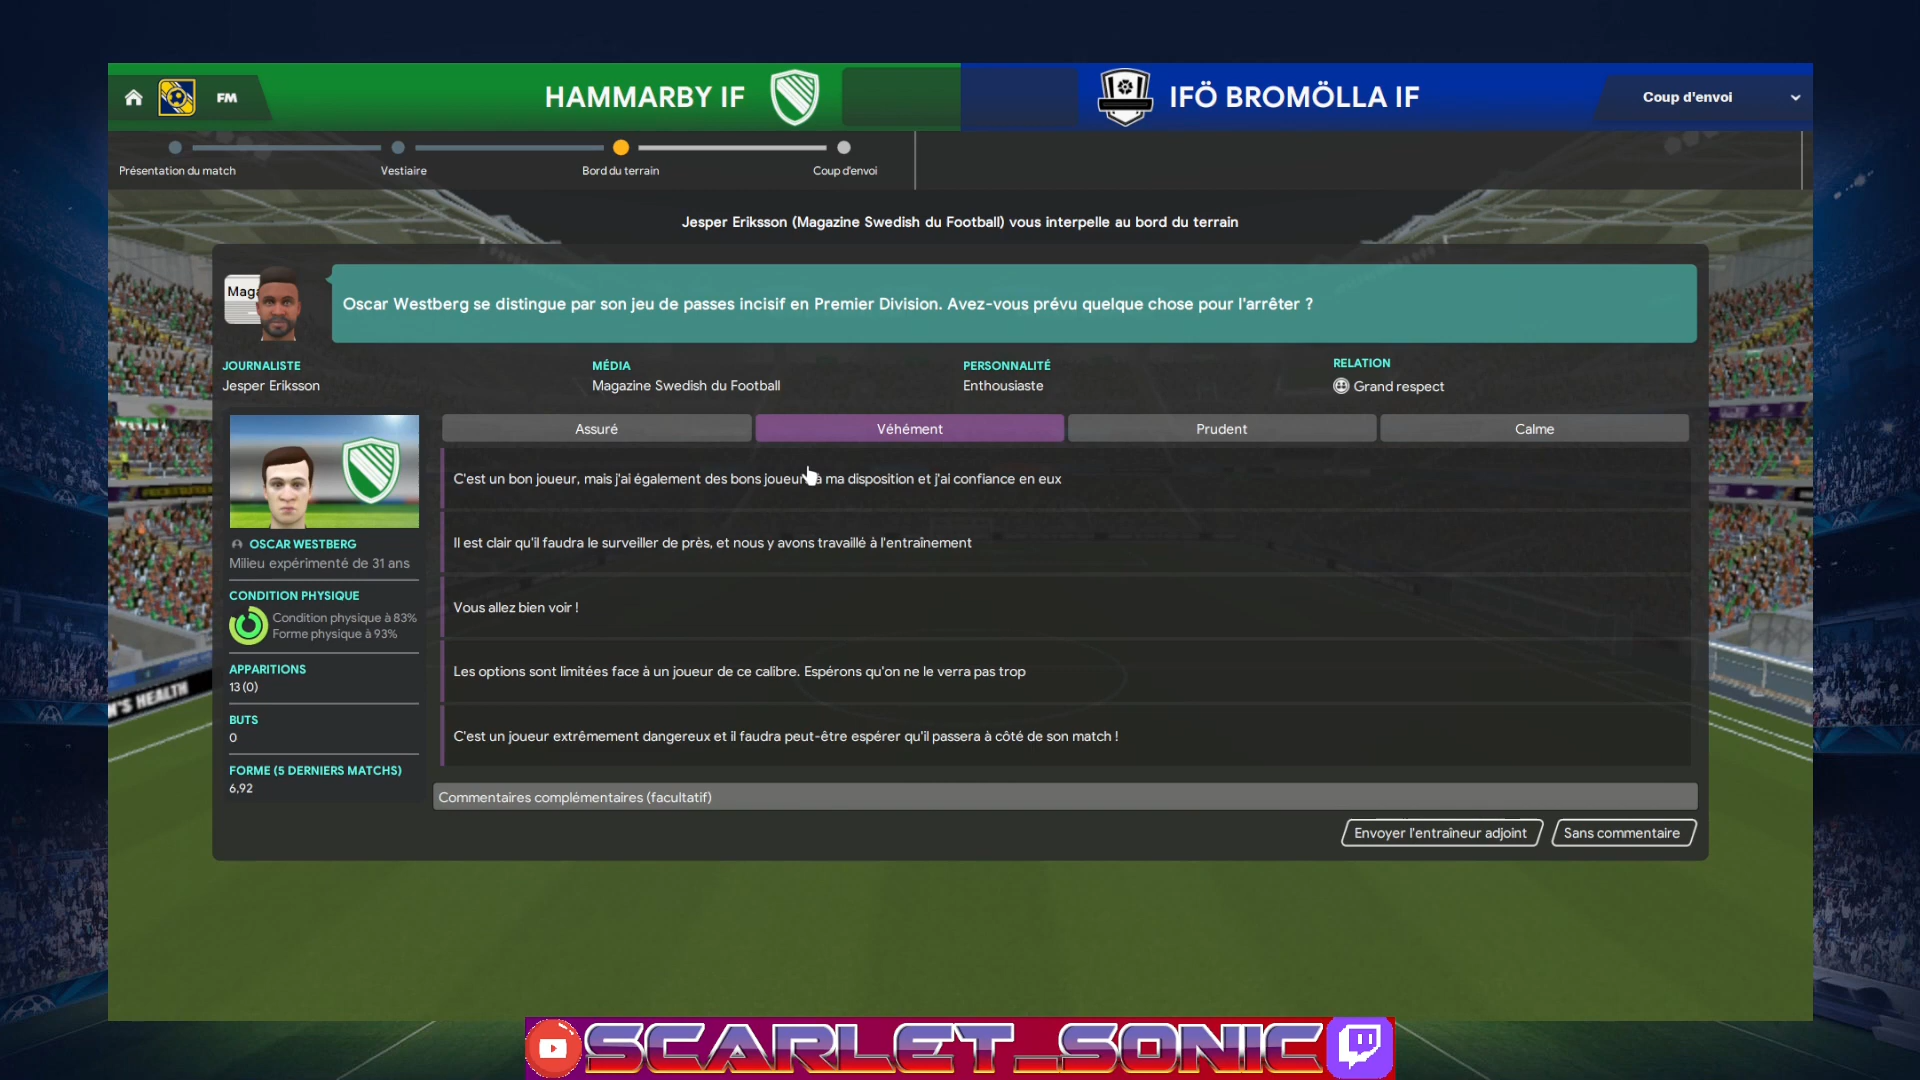 FM
HAMMARBY IF
IFÖ BROMÖLLA IF
Coup d'envoi
Présentation du match
Vestiaire
Bord du terrain
Coup d'envoi
Jesper Eriksson (Magazine Swedish du Football) vous interpelle au bord du terrain
Maga
Oscar Westberg se distingue par son jeu de passes incisif en Premier Division. Avez-vous prévu quelque chose pour l'arrêter ?
JOURNALISTE
Jesper Eriksson
MÉDIA
Magazine Swedish du Football
PERSONNALITÉ
Enthousiaste
RELATION
Grand respect
Assuré
Véhément
Prudent
Calme
C'est un bon joueur, mais j'ai également des bons joueurs à ma disposition et j'ai confiance en eux
Il est clair qu'il faudra le surveiller de près, et nous y avons travaillé à l'entraînement
Vous allez bien voir !
Les options sont limitées face à un joueur de ce calibre. Espérons qu'on ne le verra pas trop
C'est un joueur extrêmement dangereux et il faudra peut-être espérer qu'il passera à côté de son match !
OSCAR WESTBERG
Milieu expérimenté de 31 ans
CONDITION PHYSIQUE
Condition physique à 83%
Forme physique à 93%
APPARITIONS
13 (0)
BUTS
0
FORME (5 DERNIERS MATCHS)
6,92
Commentaires complémentaires (facultatif)
Envoyer l'entraîneur adjoint
Sans commentaire
'S HEALTH
SCARLET_SONIC